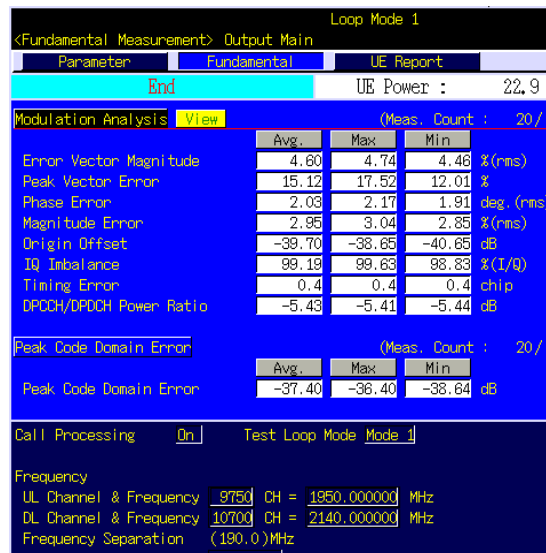 Loop Mode 1
<Fundamental Measurement> Output Main
Parameter Fundamental UE Report
End UE Power : 22.9
Modulation Analysis View (Meas. Count : 20/
Avg. Max Min
Error Vector Magnitude 4.60 4.74 4.46 %(rms)
Peak Vector Error 15.12 17.52 12.01 %
Phase Error 2.03 2.17 1.91 deg.(rms)
Magnitude Error 2.95 3.04 2.85 %(rms)
Origin Offset -39.70 -38.65 -40.65 dB
IQ Imbalance 99.19 99.63 98.83 %(I/Q)
Timing Error 0.4 0.4 0.4 chip
DPCCH/DPDCH Power Ratio -5.43 -5.41 -5.44 dB
Peak Code Domain Error (Meas. Count : 20/
Avg. Max Min
Peak Code Domain Error -37.40 -36.40 -38.64 dB
Call Processing On Test Loop Mode Mode 1
Frequency
UL Channel & Frequency 9750 CH = 1950.000000 MHz
DL Channel & Frequency 10700 CH = 2140.000000 MHz
Frequency Separation (190.0)MHz